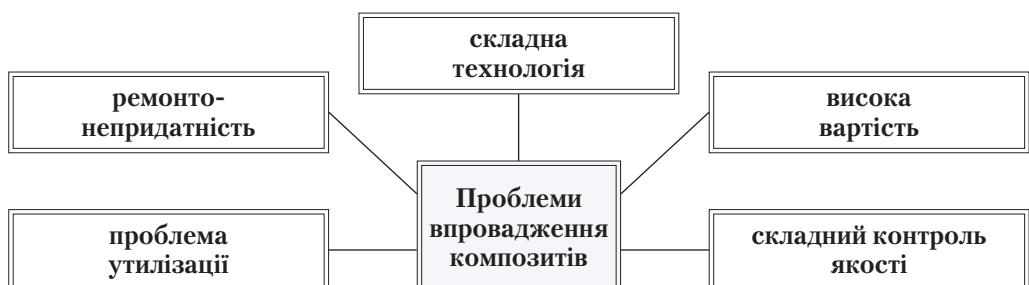 складна
технологія
ремонто-
непридатність
висока
вартість
Проблеми
впровадження
композитів
проблема
утилізації
складний контроль
якості